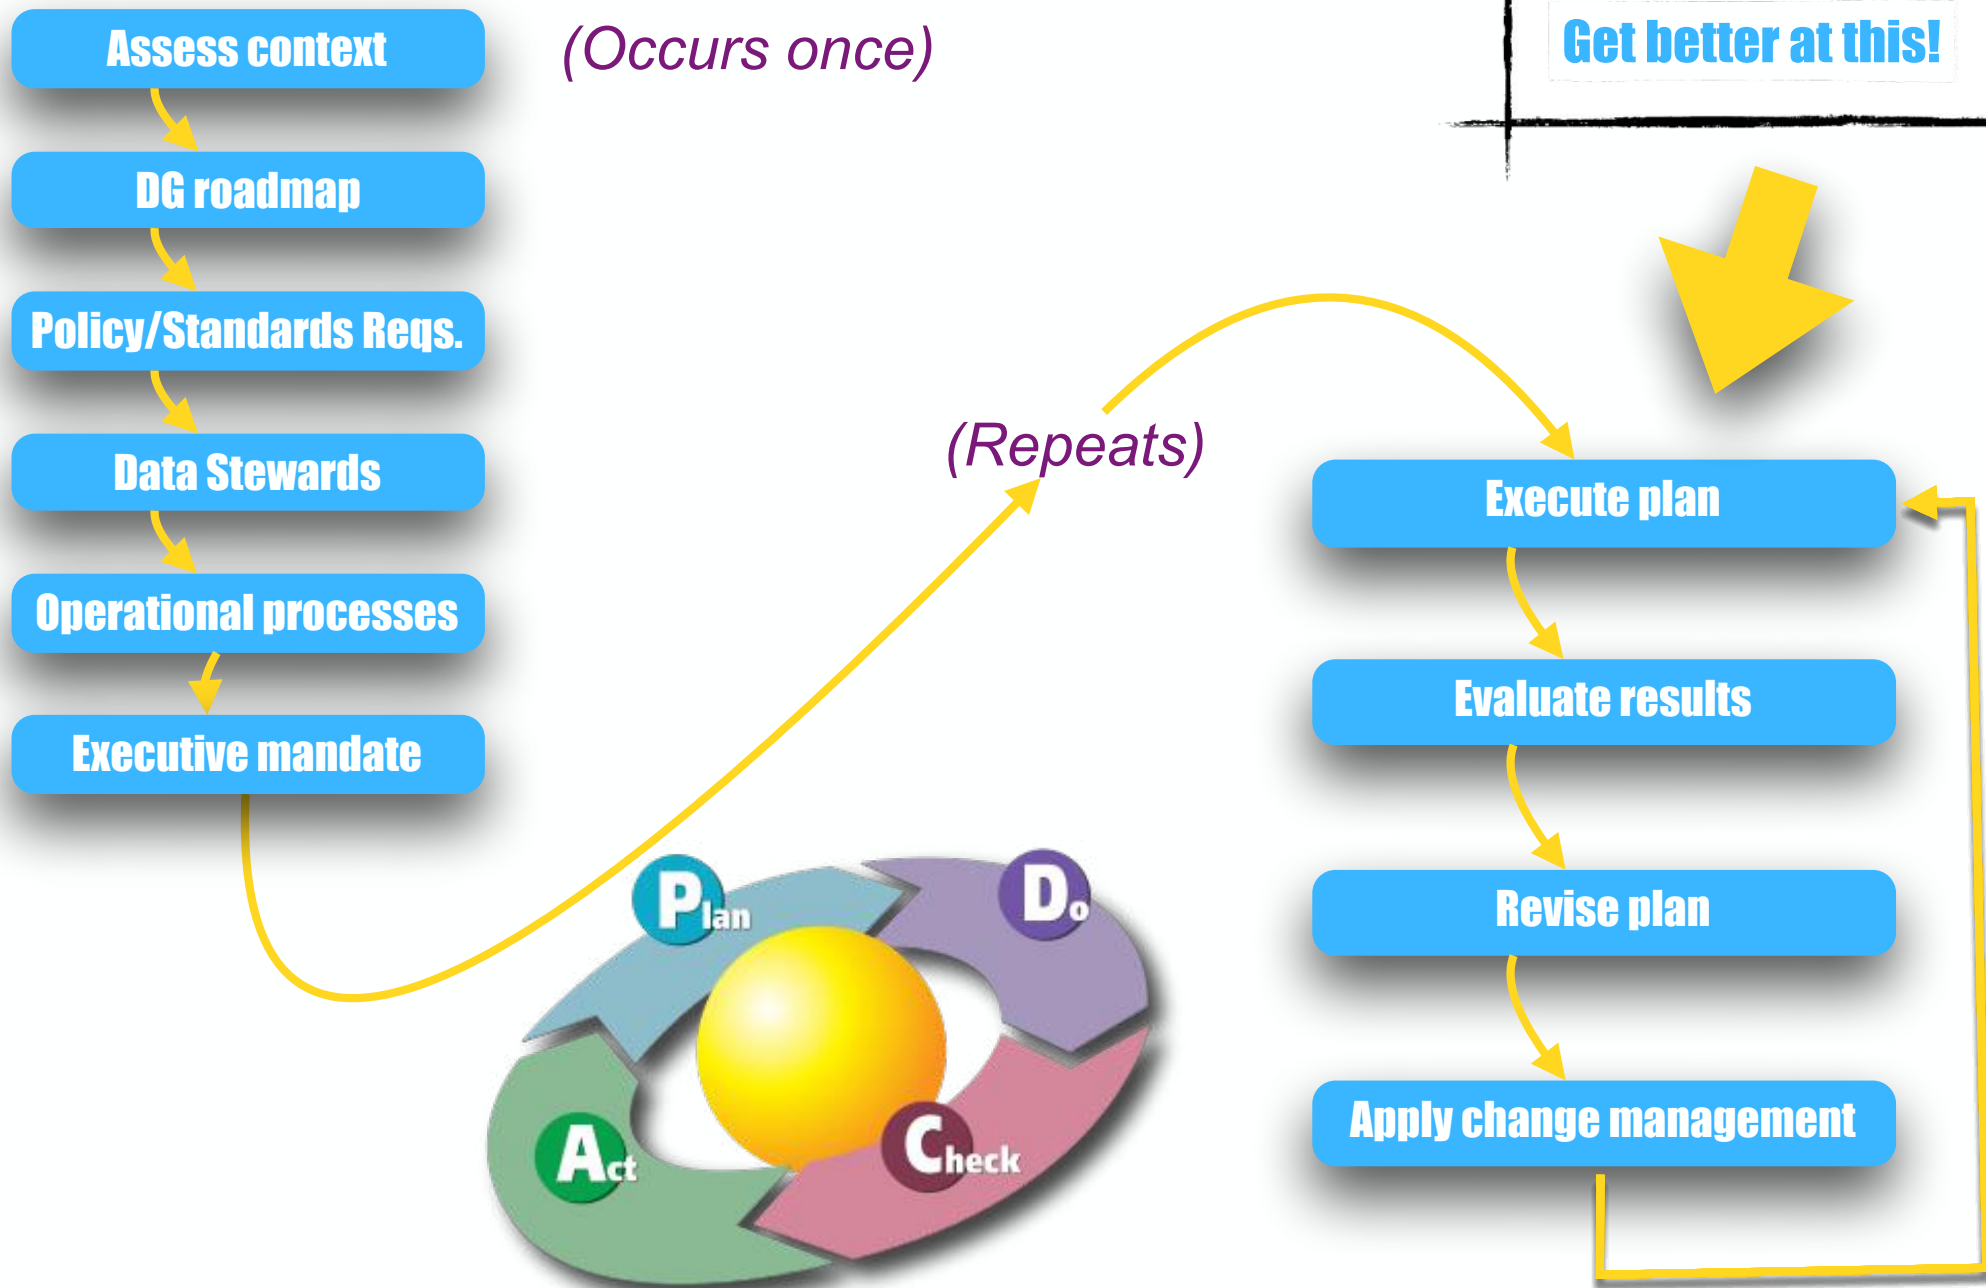 Assess context
(Occurs once)
Get better at this!
DG roadmap
Policy/Standards Reqs.
Data Stewards
Operational processes
Executive mandate
(Repeats)
Execute plan
Evaluate results
Revise plan
Apply change management
Plan
Do
Check
Act